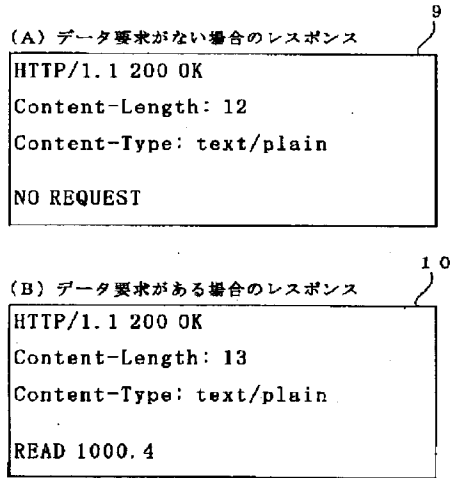 9
(A) データ要求がない場合のレスポンス
HTTP/1.1 200 OK
Content-Length: 12
Content-Type: text/plain
NO REQUEST
10
(B) データ要求がある場合のレスポンス
HTTP/1.1 200 OK
Content-Length: 13
Content-Type: text/plain
READ 1000.4